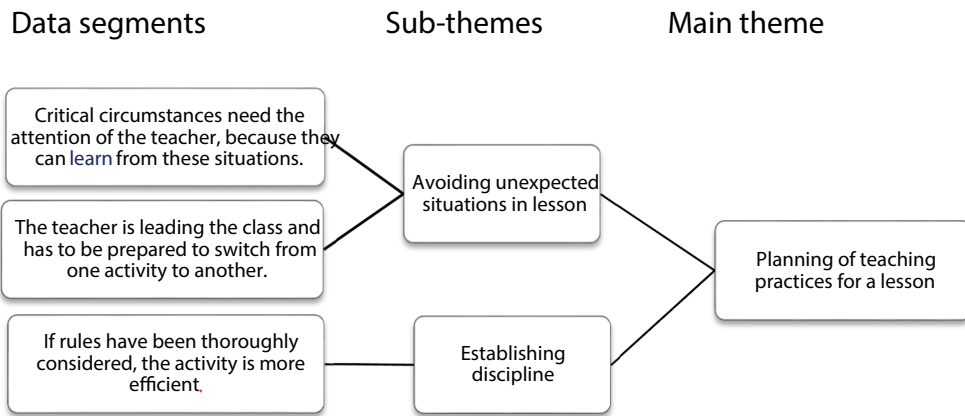 Data segments
Sub-themes
Main theme
Critical circumstances need the
attention of the teacher, because they
can learn from these situations.
The teacher is leading the class and
has to be prepared to switch from
one activity to another.
If rules have been thoroughly
considered, the activity is more
efficient.
Avoiding unexpected
situations in lesson
Establishing
discipline
Planning of teaching
practices for a lesson